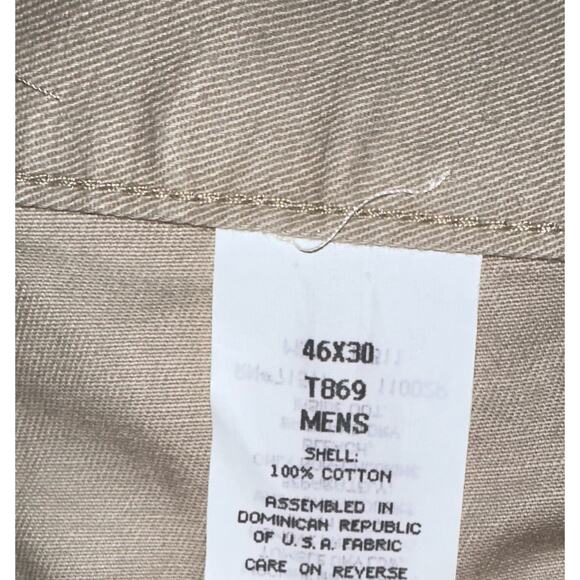 46X30
T869
MENS
SHELL:
100% COTTON
ASSEMBLED IN
DOMINICAN REPUBLIC
OF U.S.A. FABRIC
CARE ON REVERSE